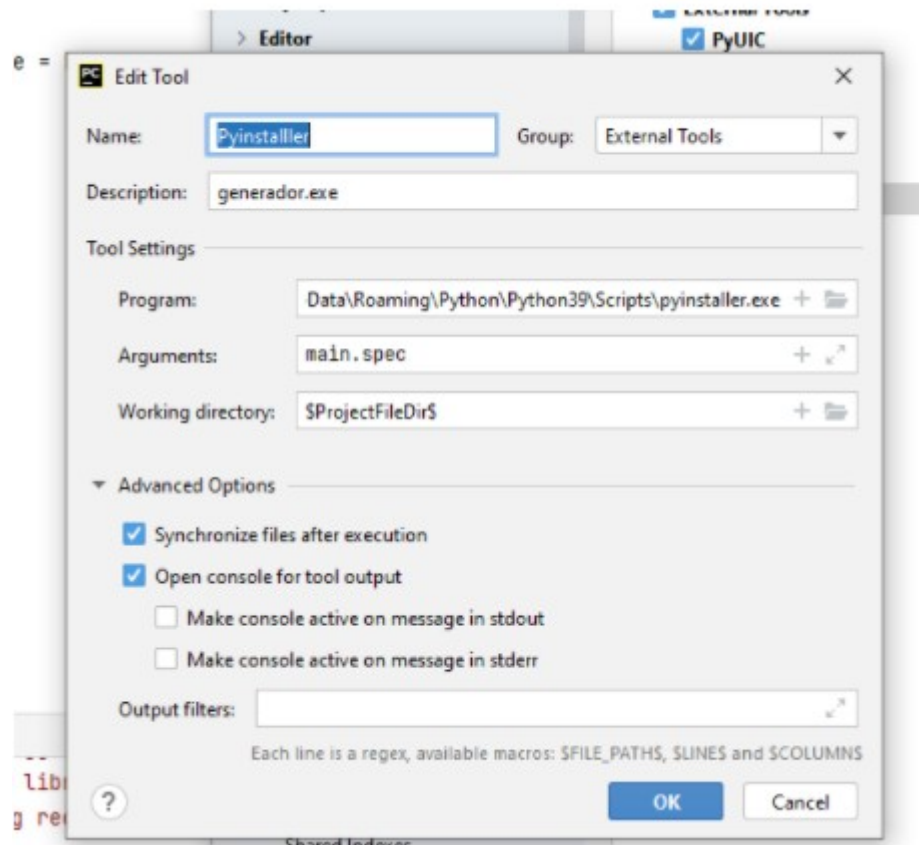 External Tools
Editor
PyUIC
e =
PC
Edit Tool
Name: Pyinstalller Group: External Tools
Description: generador.exe
Tool Settings
Program: Data\Roaming\Python\Python39\Scripts\pyinstaller.exe
Arguments: main.spec
Working directory: $ProjectFileDir$
Advanced Options
Synchronize files after execution
Open console for tool output
Make console active on message in stdout
Make console active on message in stderr
Output filters:
Each line is a regex, available macros: $FILE_PATH$, $LINE$ and $COLUMN$
lib
g re
?
OK Cancel
Shared Indexes